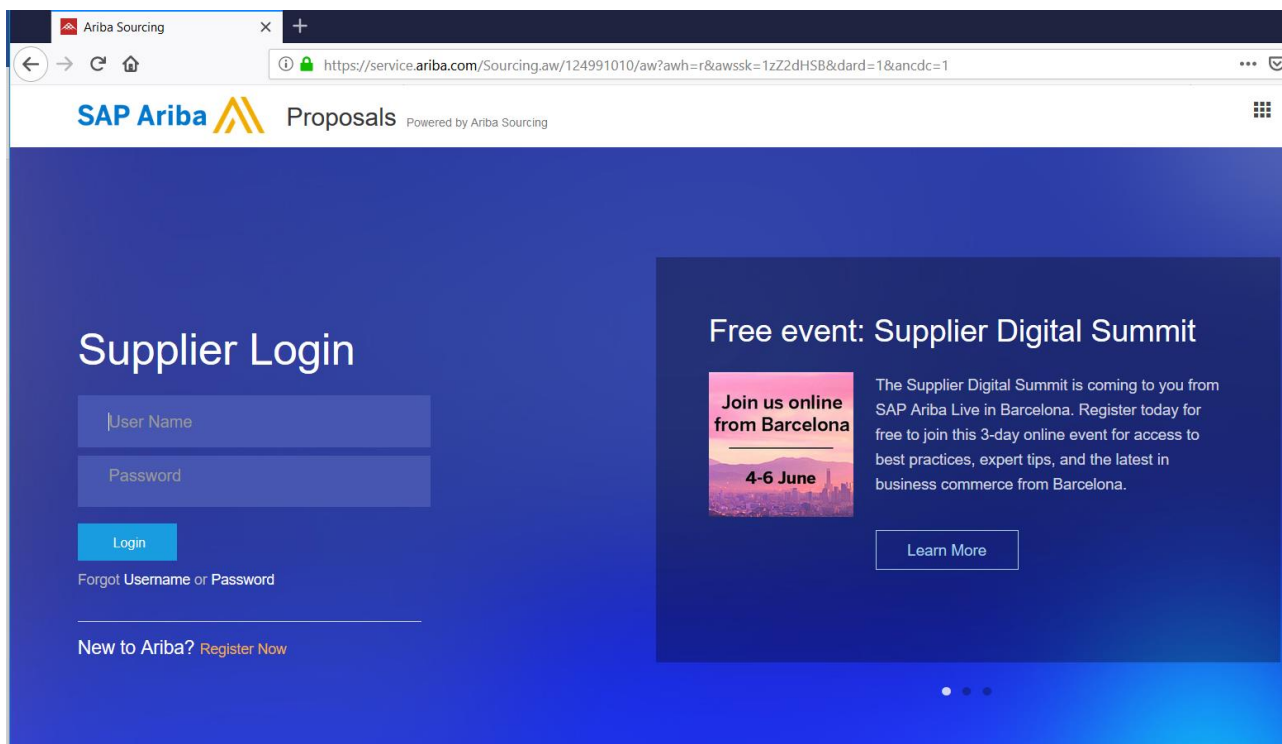 Ariba Sourcing
https://service.ariba.com/Sourcing.aw/124991010/aw?awh=r&awssk=1zZ2dHSB&dard=1&ancdc=1
SAP Ariba Proposals Powered by Ariba Sourcing
Supplier Login
User Name
Password
Login
Forgot Username or Password
New to Ariba? Register Now
Free event: Supplier Digital Summit
Join us online
from Barcelona
4-6 June
The Supplier Digital Summit is coming to you from
SAP Ariba Live in Barcelona. Register today for
free to join this 3-day online event for access to
best practices, expert tips, and the latest in
business commerce from Barcelona.
Learn More